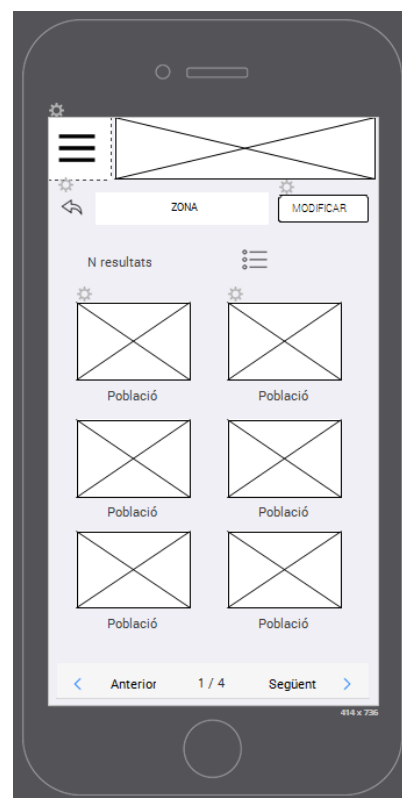 ZONA
MODIFICAR
N resultats
Població
Població
Població
Població
Població
Població
Anterior
1 / 4
Següent
414 x 736